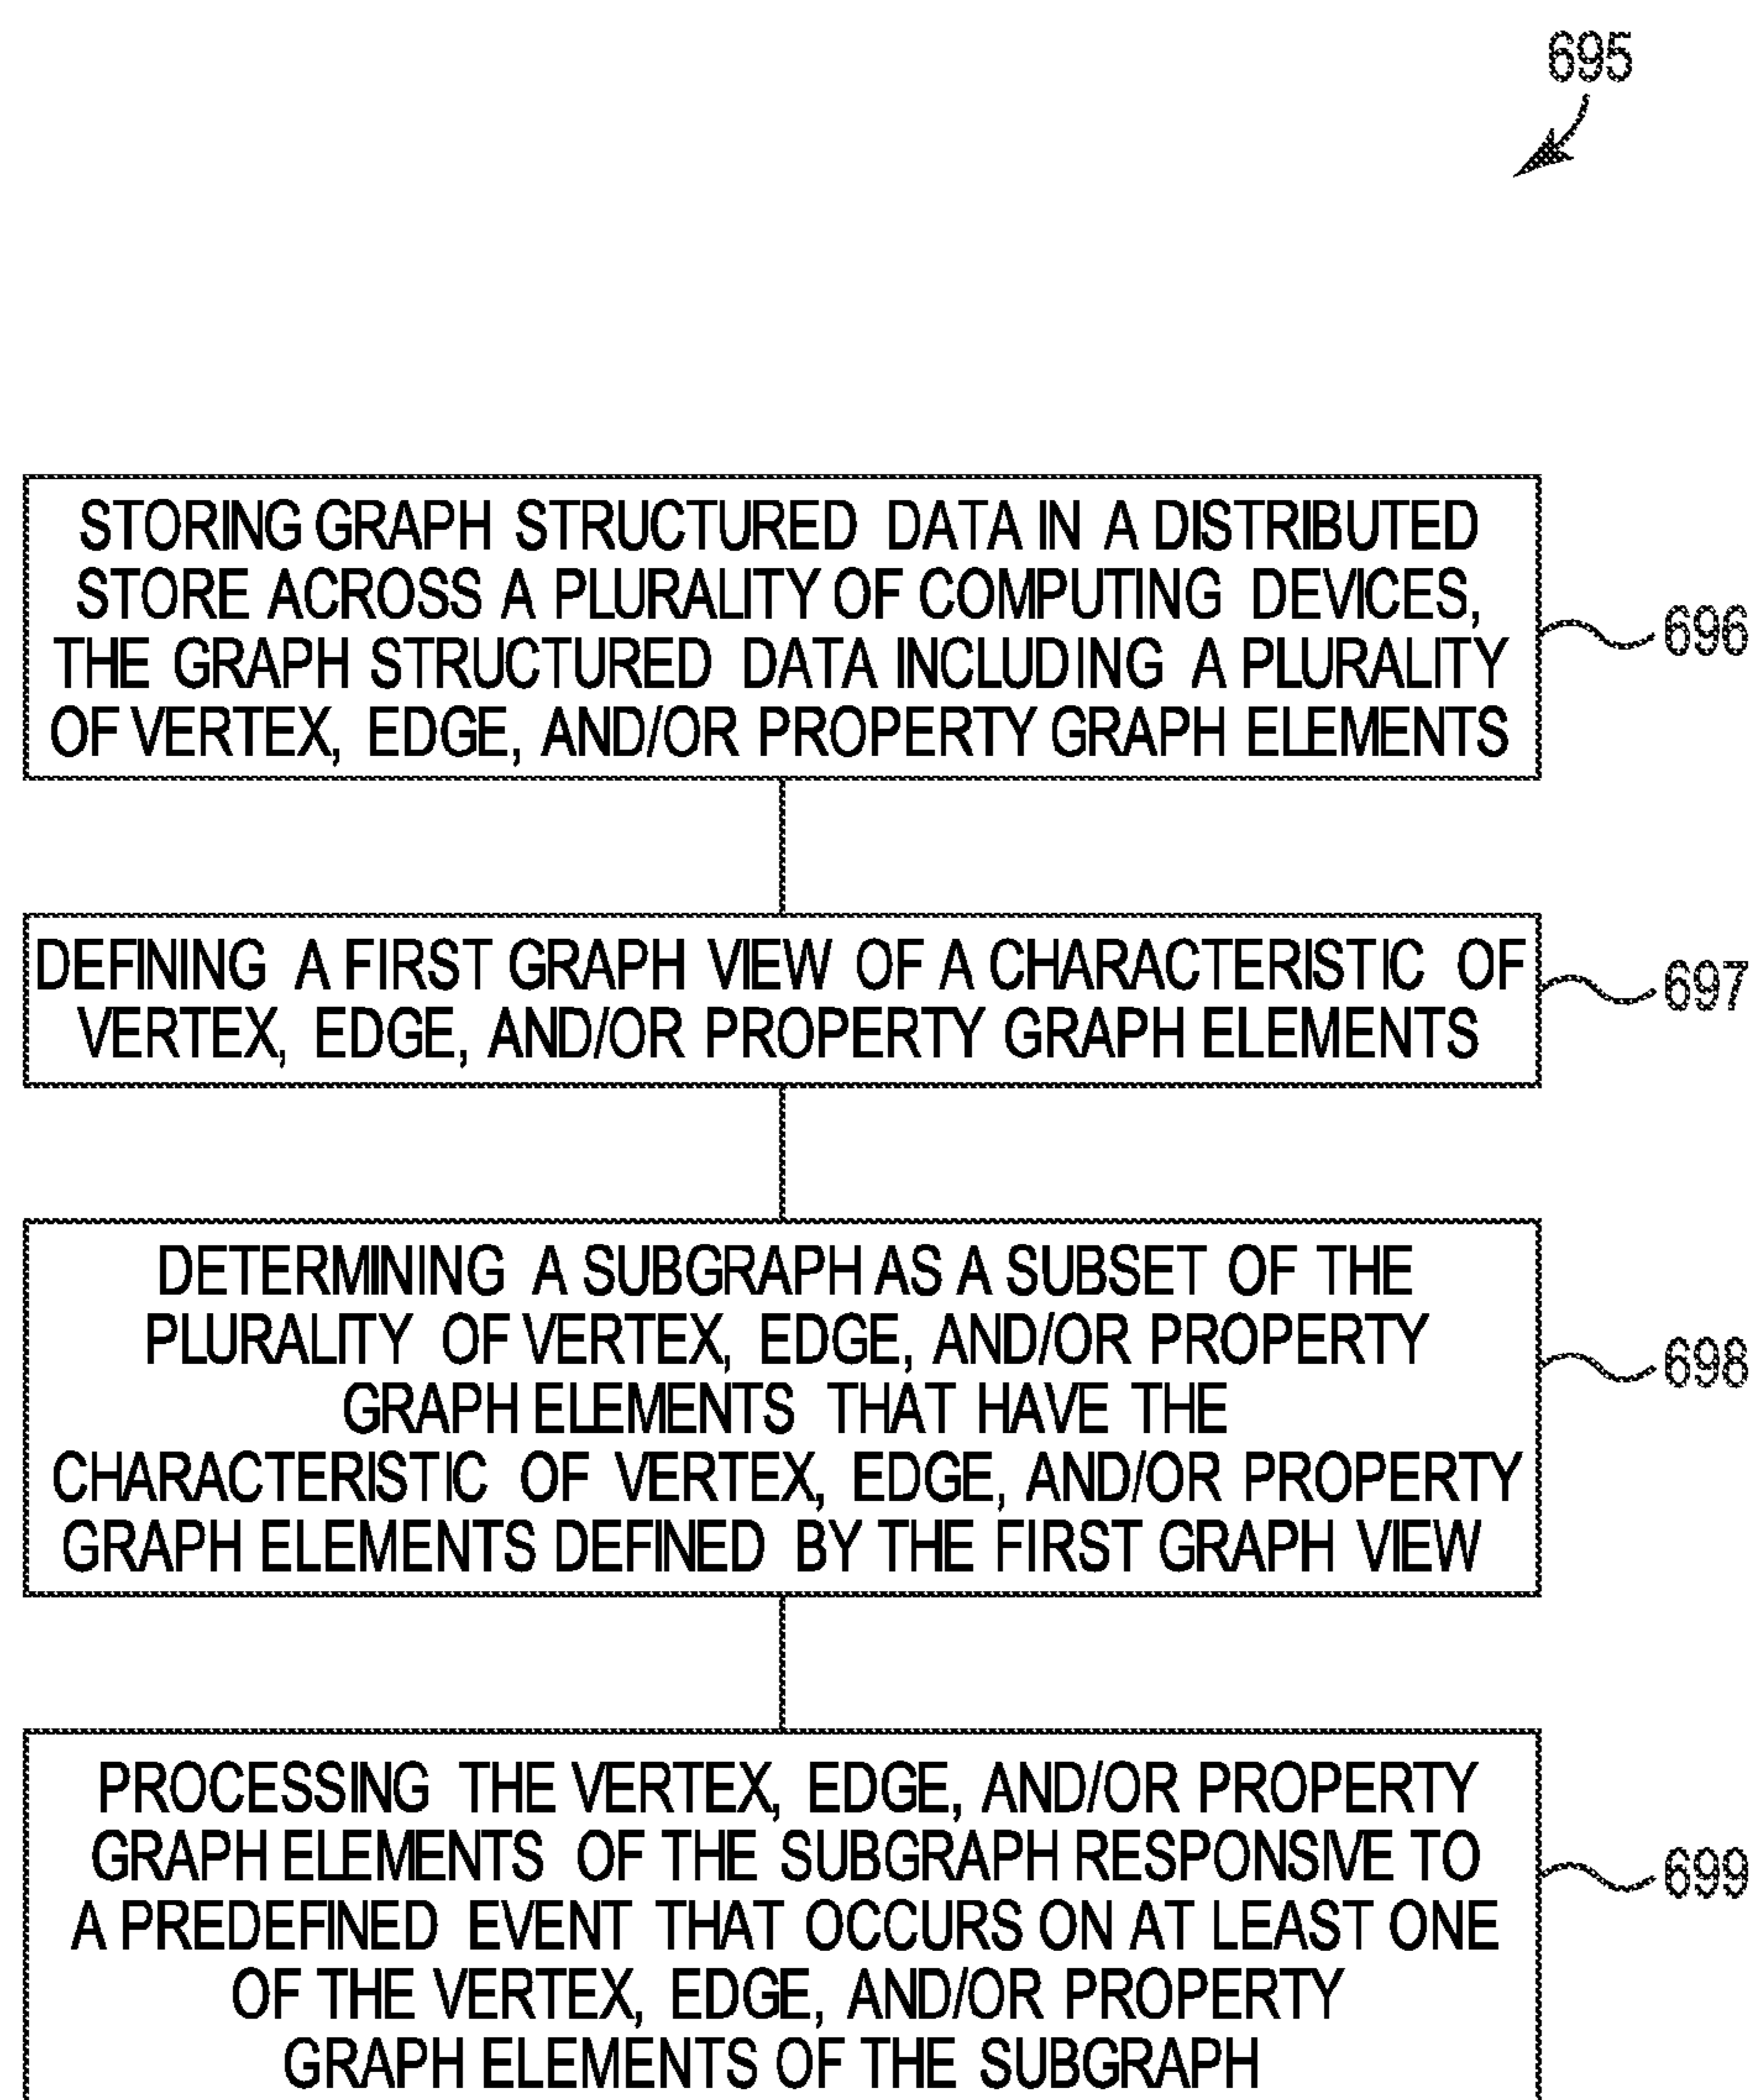 695
STORING GRAPH STRUCTURED DATA IN A DISTRIBUTED
STORE ACROSS A PLURALITY OF COMPUTING DEVICES,
THE GRAPH STRUCTURED DATA INCLUDING A PLURALITY
OF VERTEX, EDGE, AND/OR PROPERTY GRAPH ELEMENTS
696
DEFINING A FIRST GRAPH VIEW OF A CHARACTERISTIC OF
VERTEX, EDGE, AND/OR PROPERTY GRAPH ELEMENTS
697
DETERMINING A SUBGRAPH AS A SUBSET OF THE
PLURALITY OF VERTEX, EDGE, AND/OR PROPERTY
GRAPH ELEMENTS THAT HAVE THE
CHARACTERISTIC OF VERTEX, EDGE, AND/OR PROPERTY
GRAPH ELEMENTS DEFINED BY THE FIRST GRAPH VIEW
698
PROCESSING THE VERTEX, EDGE, AND/OR PROPERTY
GRAPH ELEMENTS OF THE SUBGRAPH RESPONSIVE TO
A PREDEFINED EVENT THAT OCCURS ON AT LEAST ONE
OF THE VERTEX, EDGE, AND/OR PROPERTY
GRAPH ELEMENTS OF THE SUBGRAPH
699